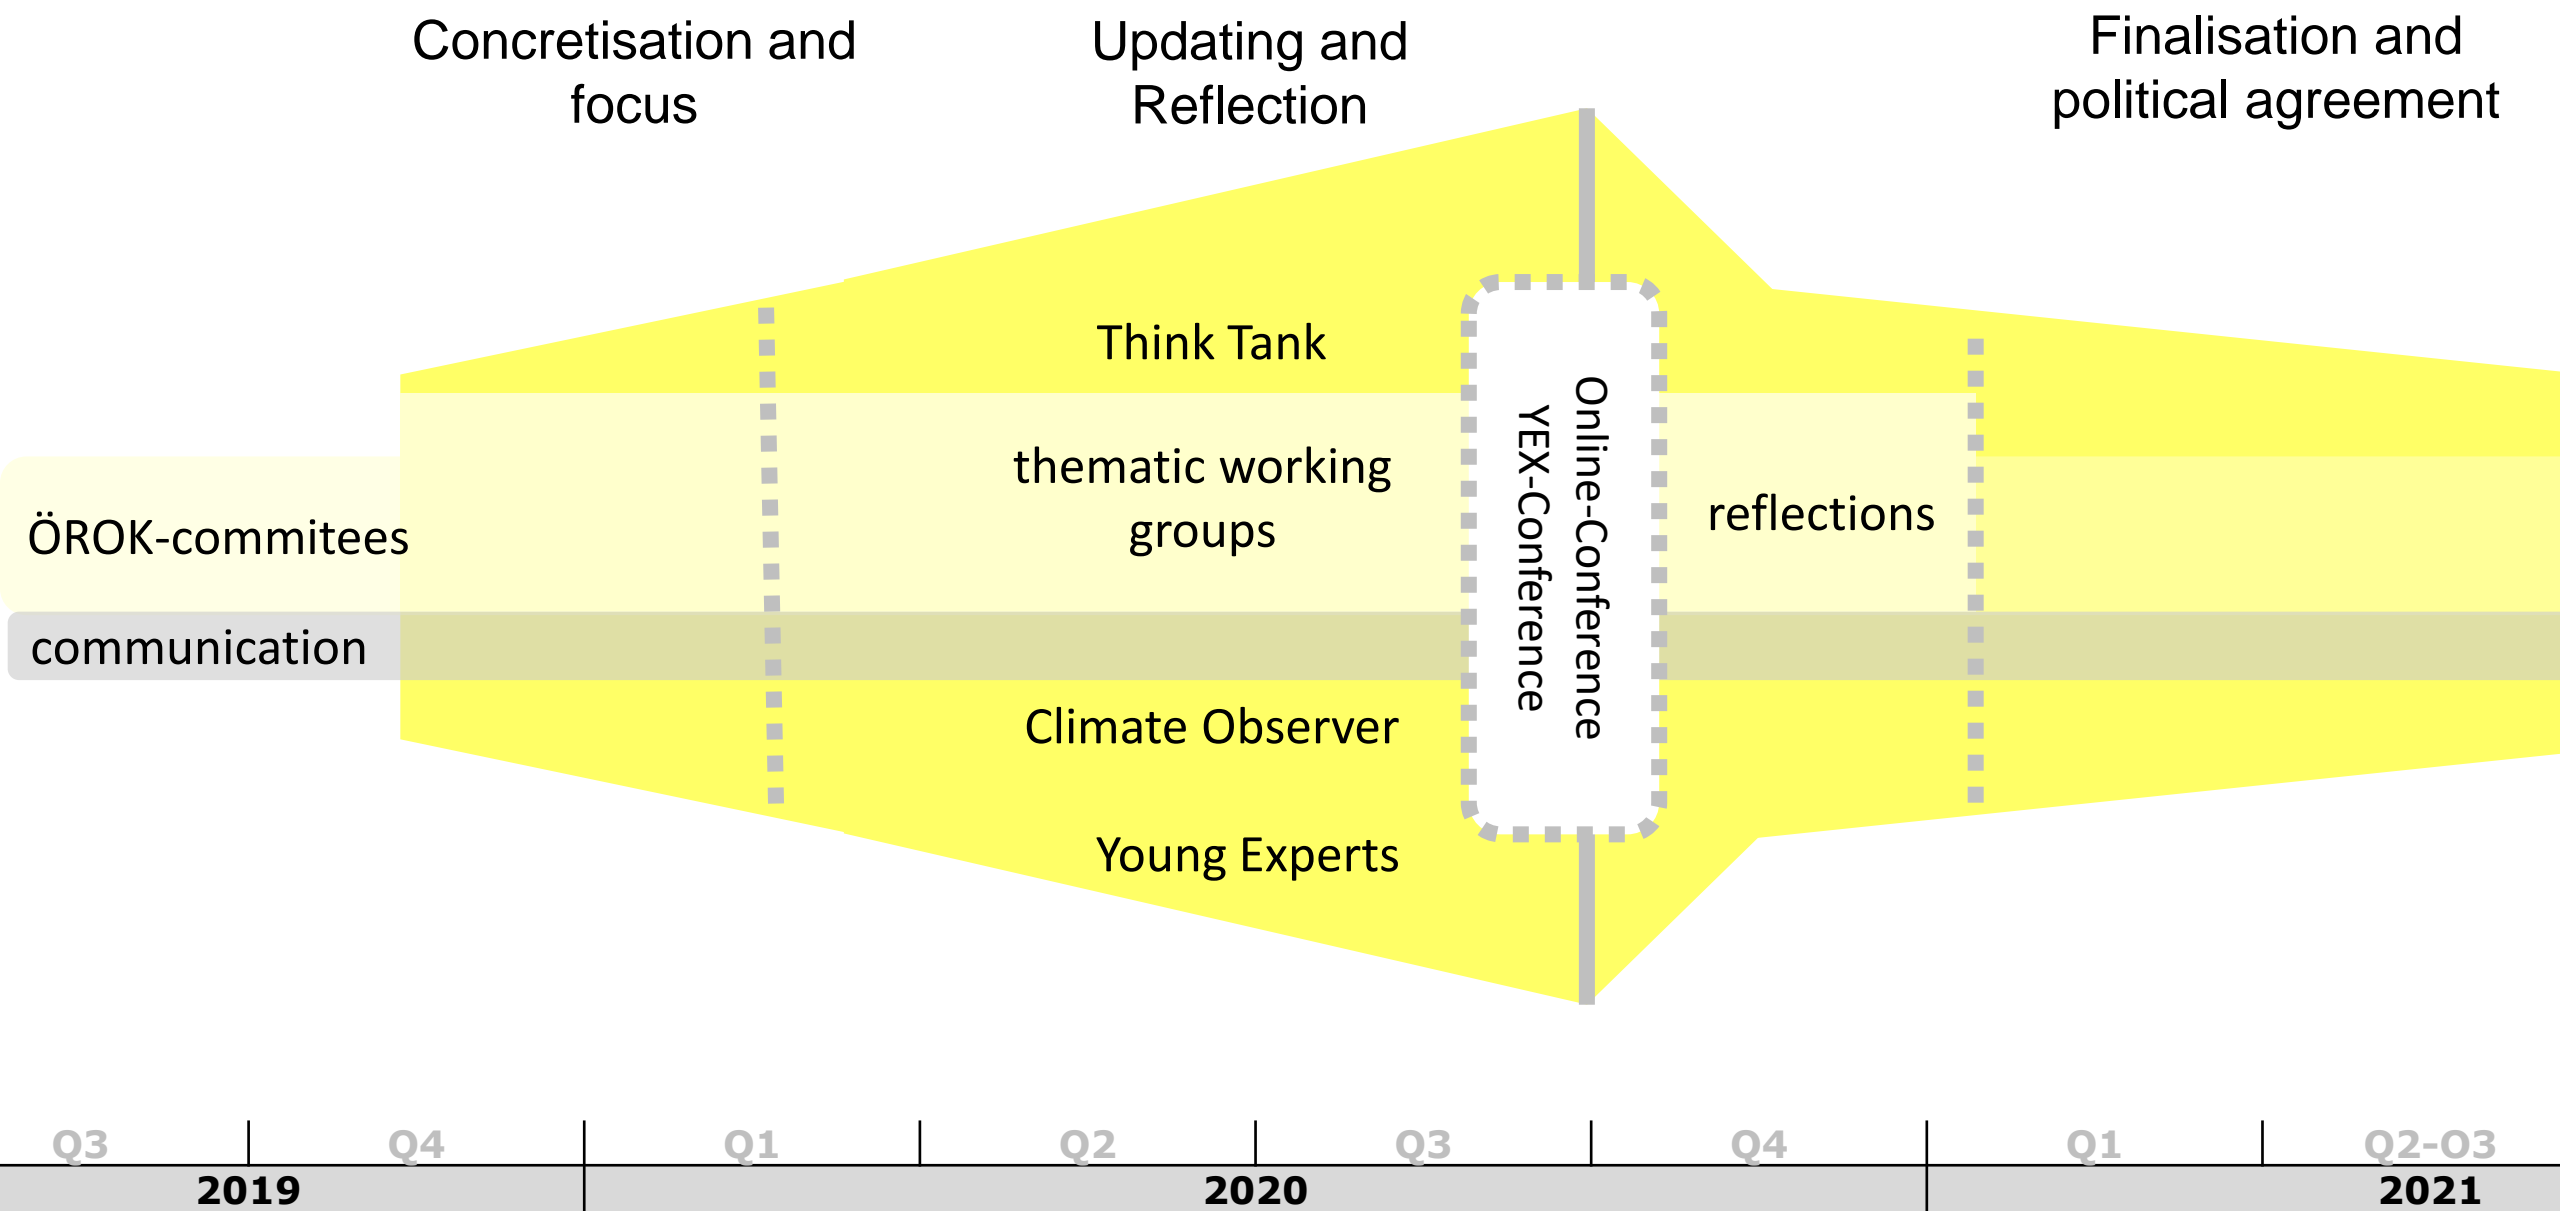 Concretisation and
focus
Updating and
Reflection
Finalisation and
political agreement
Think Tank
thematic working
groups
Online-Conference
YEX-Conference
reflections
ÖROK-commitees
communication
Climate Observer
Young Experts
Q3 Q4 Q1 Q2 Q3 Q4 Q1 Q2-O3
2019 2020 2021